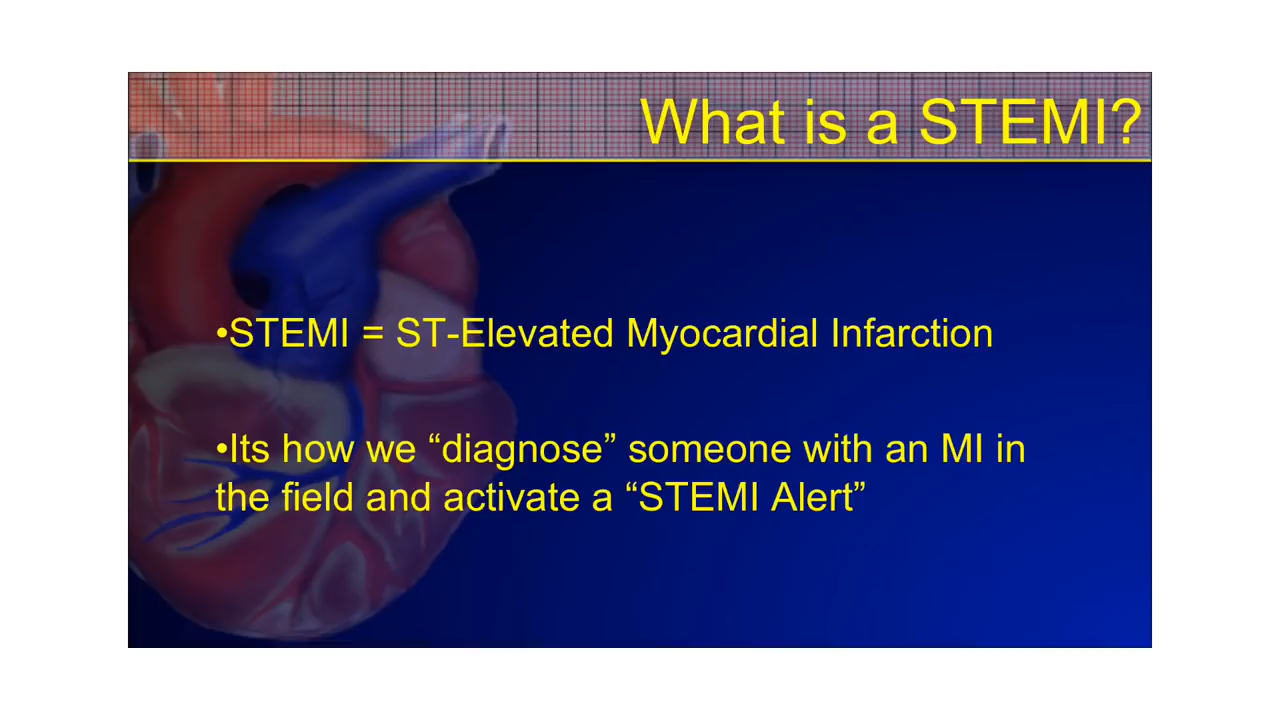 What is a STEMI?
•STEMI = ST-Elevated Myocardial Infarction
•Its how we “diagnose” someone with an MI in
the field and activate a “STEMI Alert”